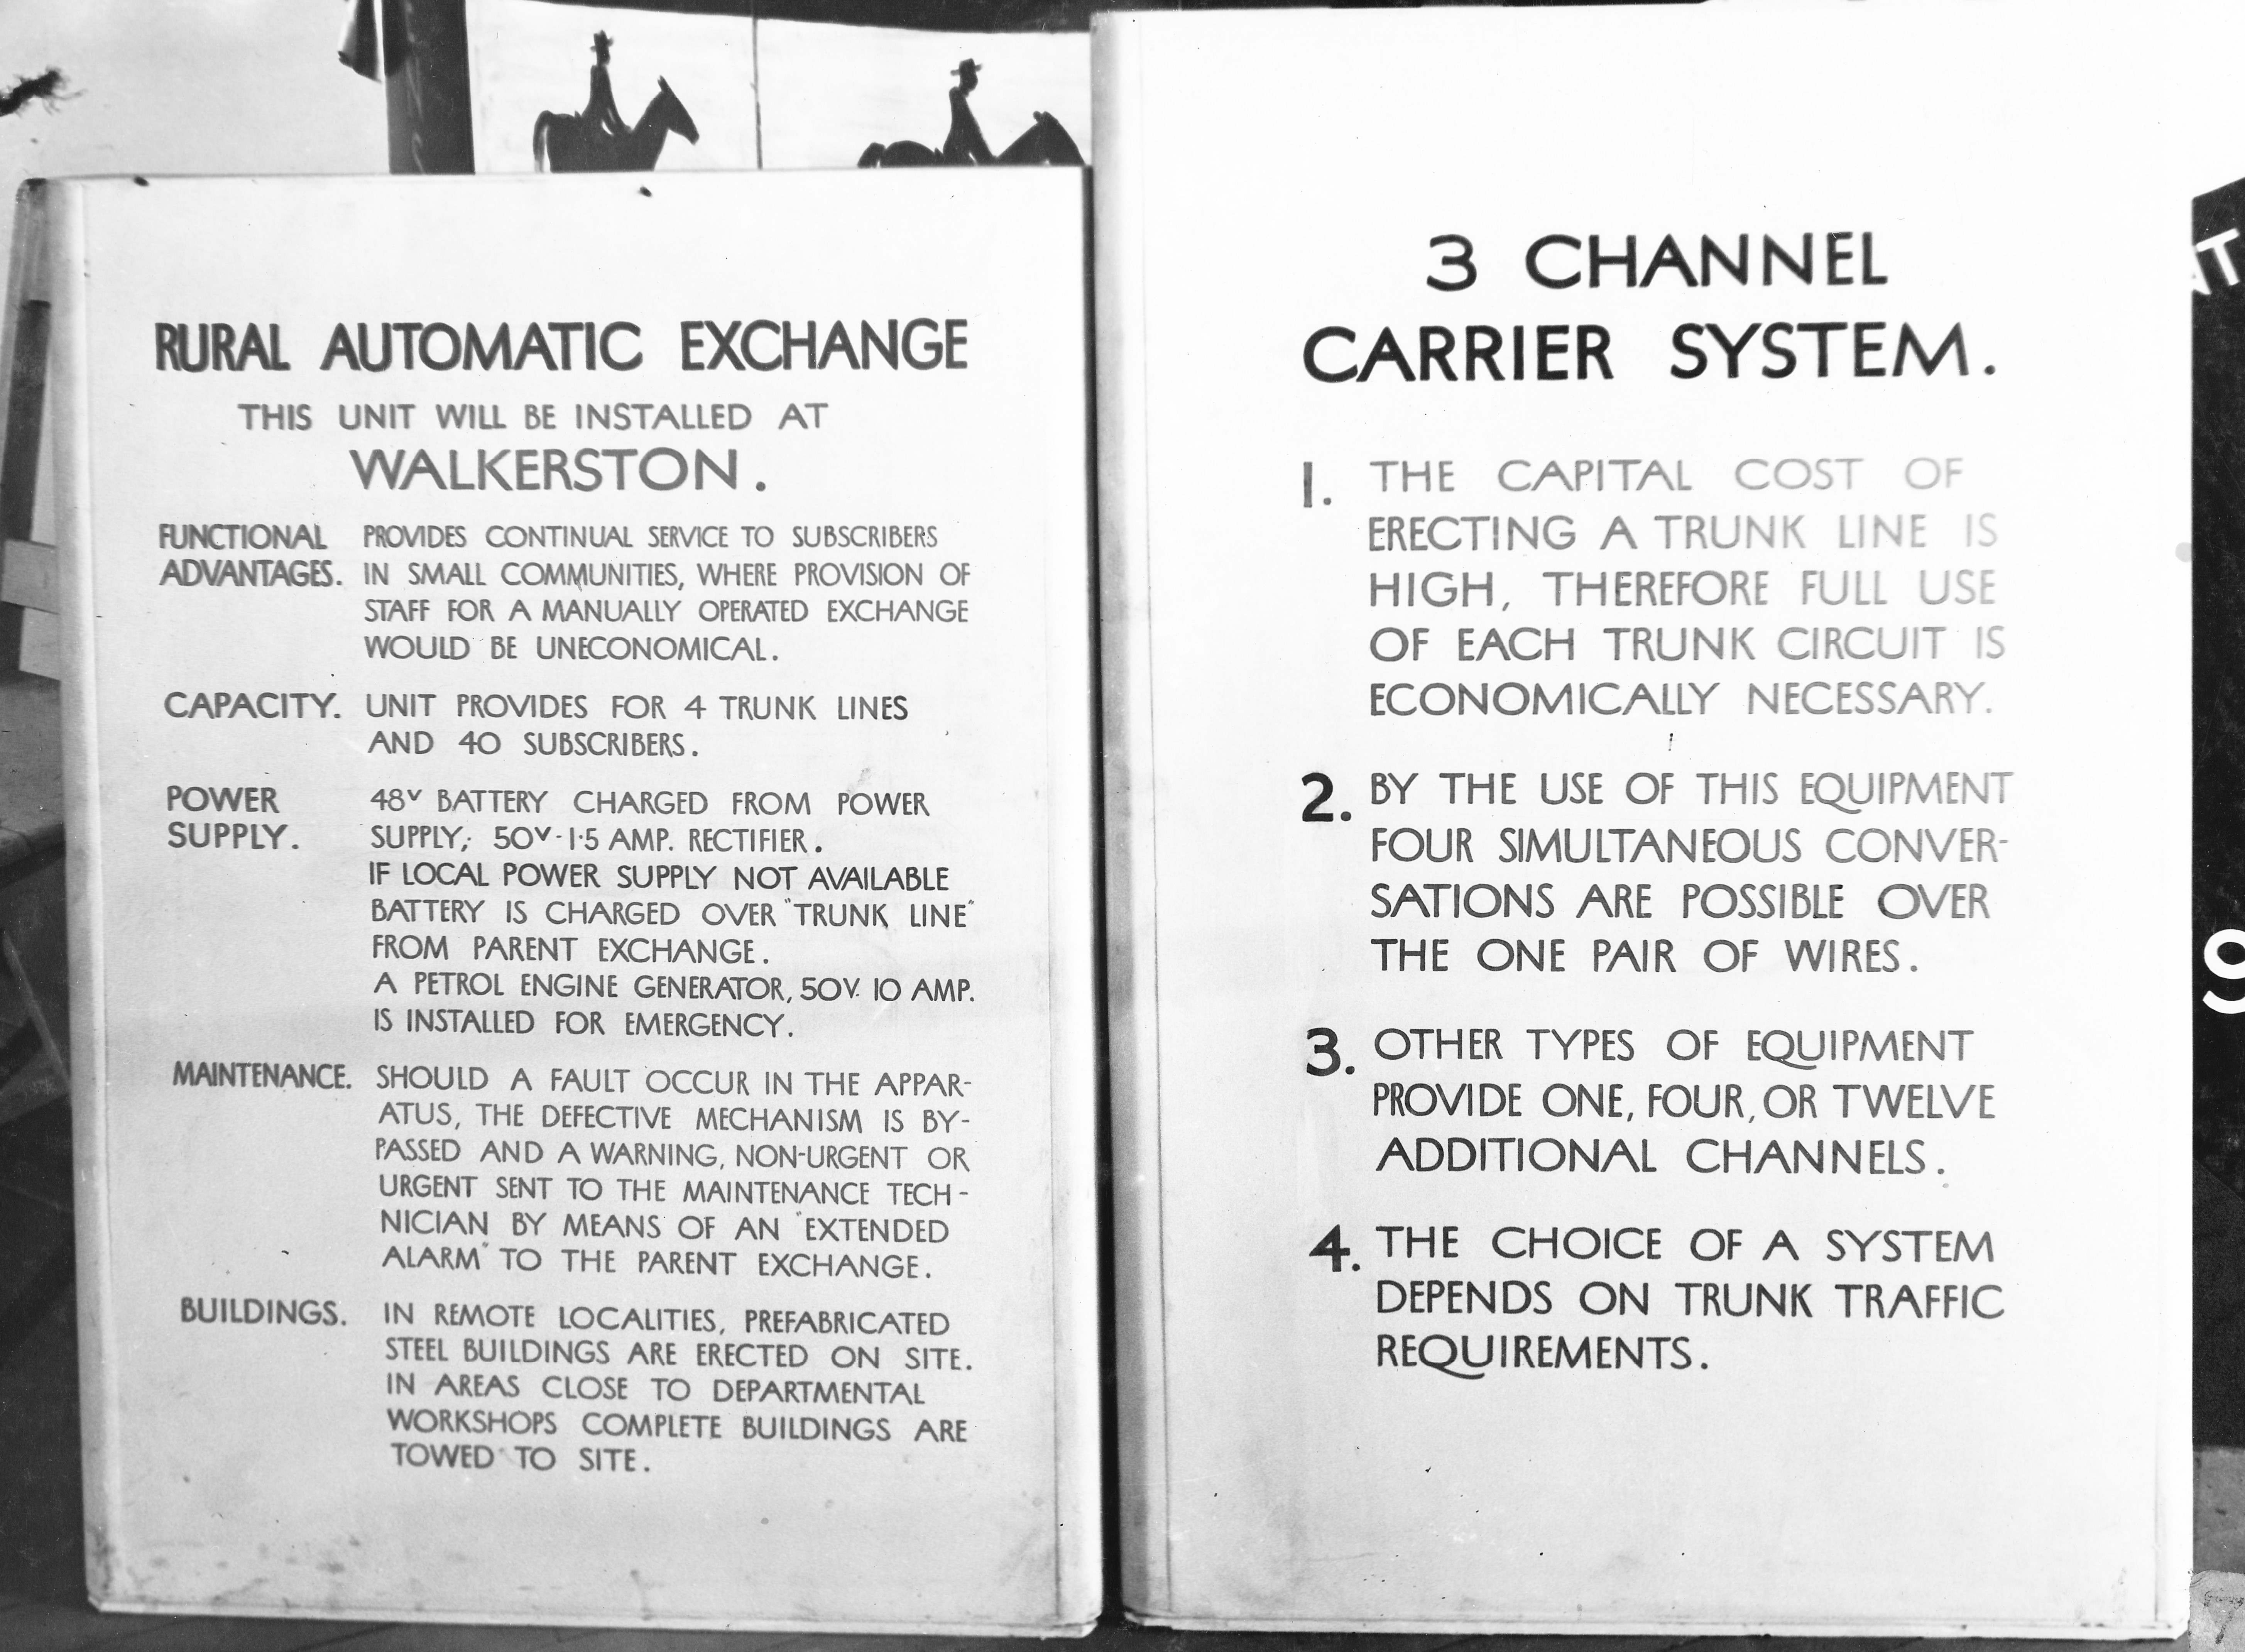 RURAL AUTOMATIC EXCHANGE
THIS UNIT WILL BE INSTALLED AT
WALKERSTON.
FUNCTIONAL ADVANTAGES. PROVIDES CONTINUAL SERVICE TO SUBSCRIBERS
IN SMALL COMMUNITIES, WHERE PROVISION OF
STAFF FOR A MANUALLY OPERATED EXCHANGE
WOULD BE UNECONOMICAL.
CAPACITY. UNIT PROVIDES FOR 4 TRUNK LINES
AND 40 SUBSCRIBERS.
POWER SUPPLY. 48V BATTERY CHARGED FROM POWER
SUPPLY; 50V-1·5 AMP. RECTIFIER.
IF LOCAL POWER SUPPLY NOT AVAILABLE
BATTERY IS CHARGED OVER "TRUNK LINE"
FROM PARENT EXCHANGE.
A PETROL ENGINE GENERATOR, 50V. 10 AMP.
IS INSTALLED FOR EMERGENCY.
MAINTENANCE. SHOULD A FAULT OCCUR IN THE APPAR-
ATUS, THE DEFECTIVE MECHANISM IS BY-
PASSED AND A WARNING, NON-URGENT OR
URGENT SENT TO THE MAINTENANCE TECH-
NICIAN BY MEANS OF AN "EXTENDED
ALARM" TO THE PARENT EXCHANGE.
BUILDINGS. IN REMOTE LOCALITIES, PREFABRICATED
STEEL BUILDINGS ARE ERECTED ON SITE.
IN AREAS CLOSE TO DEPARTMENTAL
WORKSHOPS COMPLETE BUILDINGS ARE
TOWED TO SITE.
3 CHANNEL
CARRIER SYSTEM.
1. THE CAPITAL COST OF
ERECTING A TRUNK LINE IS
HIGH, THEREFORE FULL USE
OF EACH TRUNK CIRCUIT IS
ECONOMICALLY NECESSARY.
2. BY THE USE OF THIS EQUIPMENT
FOUR SIMULTANEOUS CONVER-
SATIONS ARE POSSIBLE OVER
THE ONE PAIR OF WIRES.
3. OTHER TYPES OF EQUIPMENT
PROVIDE ONE, FOUR, OR TWELVE
ADDITIONAL CHANNELS.
4. THE CHOICE OF A SYSTEM
DEPENDS ON TRUNK TRAFFIC
REQUIREMENTS.